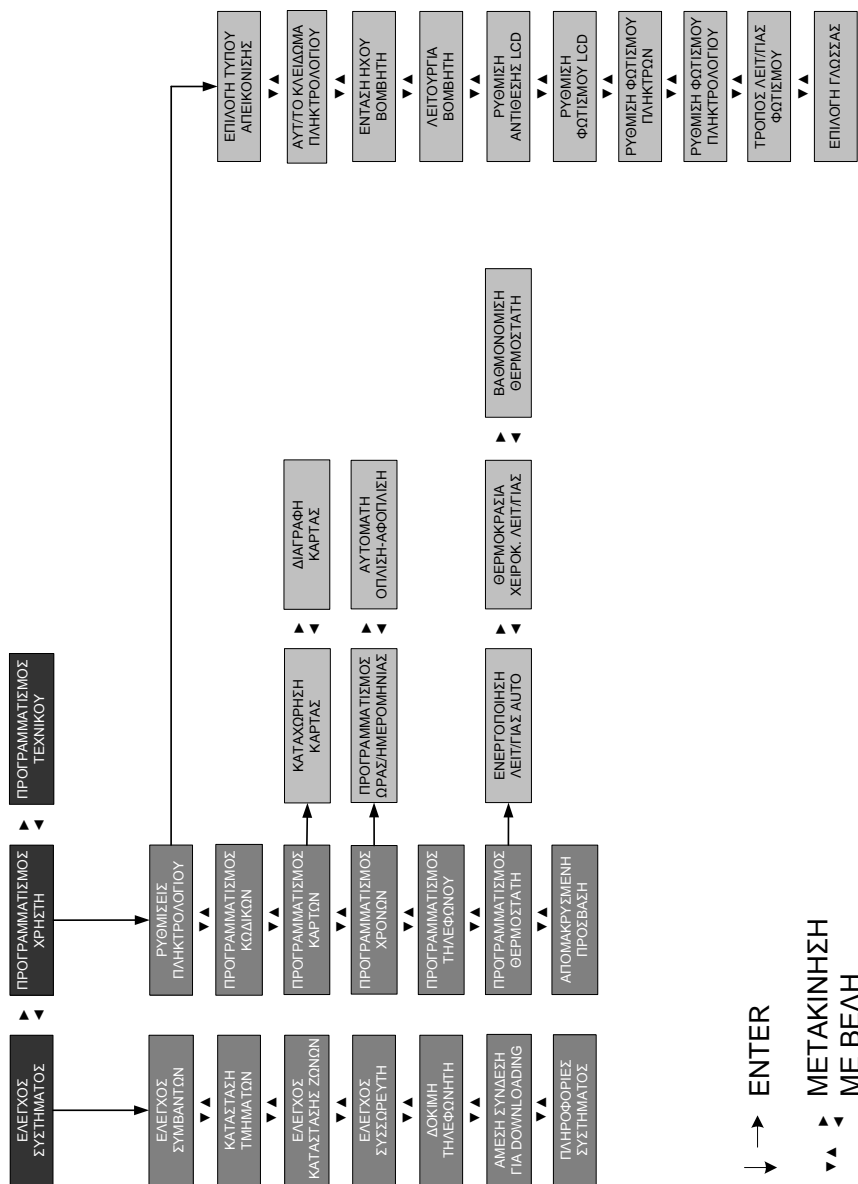 ΕΛΕΓΧΟΣ
ΣΥΣΤΗΜΑΤΟΣ
ΠΡΟΓΡΑΜΜΑΤΙΣΜΟΣ
ΧΡΗΣΤΗ
ΠΡΟΓΡΑΜΜΑΤΙΣΜΟΣ
ΤΕΧΝΙΚΟΥ
ΕΛΕΓΧΟΣ
ΣΥΜΒΑΝΤΩΝ
ΚΑΤΑΣΤΑΣΗ
ΤΜΗΜΑΤΩΝ
ΕΛΕΓΧΟΣ
ΚΑΤΑΣΤΑΣΗΣ ΖΩΝΩΝ
ΕΛΕΓΧΟΣ
ΣΥΣΣΩΡΕΥΤΗ
ΔΟΚΙΜΗ
ΤΗΛΕΦΩΝΗΤΗ
ΑΜΕΣΗ ΣΥΝΔΕΣΗ
ΓΙΑ DOWNLOADING
ΠΛΗΡΟΦΟΡΙΕΣ
ΣΥΣΤΗΜΑΤΟΣ
ΡΥΘΜΙΣΕΙΣ
ΠΛΗΚΤΡΟΛΟΓΙΟΥ
ΠΡΟΓΡΑΜΜΑΤΙΣΜΟΣ
ΚΩΔΙΚΩΝ
ΠΡΟΓΡΑΜΜΑΤΙΣΜΟΣ
ΚΑΡΤΩΝ
ΠΡΟΓΡΑΜΜΑΤΙΣΜΟΣ
ΧΡΟΝΩΝ
ΠΡΟΓΡΑΜΜΑΤΙΣΜΟΣ
ΤΗΛΕΦΩΝΟΥ
ΠΡΟΓΡΑΜΜΑΤΙΣΜΟΣ
ΘΕΡΜΟΣΤΑΤΗ
ΑΠΟΜΑΚΡΥΣΜΕΝΗ
ΠΡΟΣΒΑΣΗ
ΚΑΤΑΧΩΡΗΣΗ
ΚΑΡΤΑΣ
ΔΙΑΓΡΑΦΗ
ΚΑΡΤΑΣ
ΠΡΟΓΡΑΜΜΑΤΙΣΜΟΣ
ΩΡΑΣ/ΗΜΕΡΟΜΗΝΙΑΣ
ΑΥΤΟΜΑΤΗ
ΟΠΛΙΣΗ-ΑΦΟΠΛΙΣΗ
ΕΝΕΡΓΟΠΟΙΗΣΗ
ΛΕΙΤ/ΓΙΑΣ AUTO
ΘΕΡΜΟΚΡΑΣΙΑ
ΧΕΙΡΟΚ. ΛΕΙΤ/ΓΙΑΣ
ΒΑΘΜΟΝΟΜΙΣΗ
ΘΕΡΜΟΣΤΑΤΗ
ΕΠΙΛΟΓΗ ΤΥΠΟΥ
ΑΠΕΙΚΟΝΙΣΗΣ
ΑΥΤ/ΤΟ ΚΛΕΙΔΩΜΑ
ΠΛΗΚΤΡΟΛΟΓΙΟΥ
ΕΝΤΑΣΗ ΗΧΟΥ
ΒΟΜΒΗΤΗ
ΛΕΙΤΟΥΡΓΙΑ
ΒΟΜΒΗΤΗ
ΡΥΘΜΙΣΗ
ΑΝΤΙΘΕΣΗΣ LCD
ΡΥΘΜΙΣΗ
ΦΩΤΙΣΜΟΥ LCD
ΡΥΘΜΙΣΗ ΦΩΤΙΣΜΟΥ
ΠΛΗΚΤΡΩΝ
ΡΥΘΜΙΣΗ ΦΩΤΙΣΜΟΥ
ΠΛΗΚΤΡΟΛΟΓΙΟΥ
ΤΡΟΠΟΣ ΛΕΙΤ/ΓΙΑΣ
ΦΩΤΙΣΜΟΥ
ΕΠΙΛΟΓΗ ΓΛΩΣΣΑΣ
ENTER
ΜΕΤΑΚΙΝΗΣΗ
ΜΕ ΒΕΛΗ